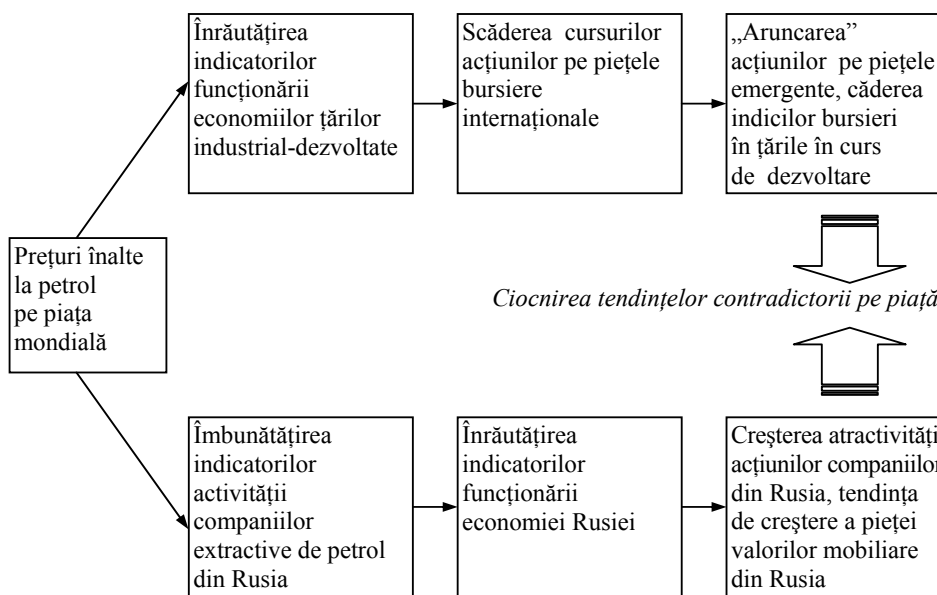 Înrăutățirea
indicatorilor
funcționării
economiilor țărilor
industrial-dezvoltate
Scăderea cursurilor
acțiunilor pe piețele
bursiere
internaționale
„Aruncarea”
acțiunilor pe piețele
emergente, căderea
indicilor bursieri
în țările în curs
de dezvoltare
Prețuri înalte
la petrol
pe piața
mondială
Ciocnirea tendințelor contradictorii pe piață
Îmbunătățirea
indicatorilor
activității
companiilor
extractive de petrol
din Rusia
Înrăutățirea
indicatorilor
funcționării
economiei Rusiei
Creșterea atractivități
acțiunilor companiilor
din Rusia, tendința
de creștere a pieței
valorilor mobiliare
din Rusia